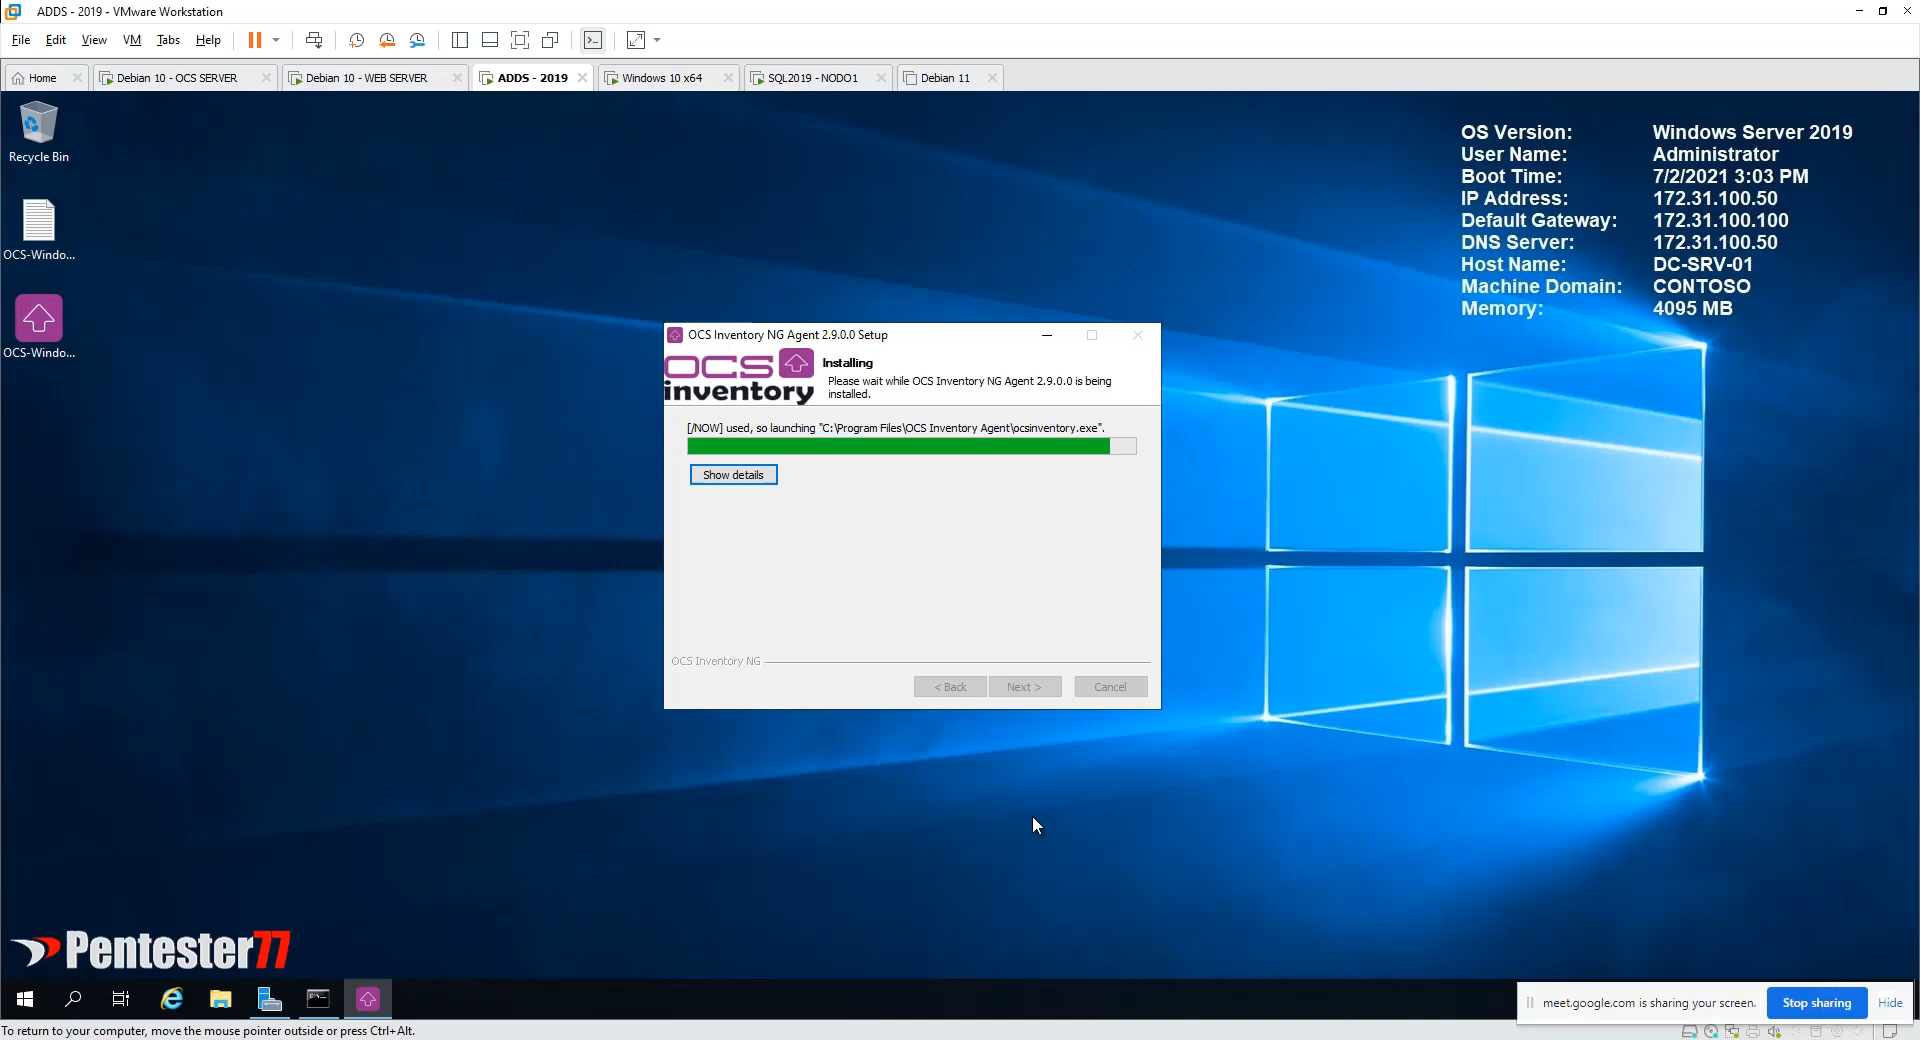 ADDS - 2019 - VMware Workstation
File Edit View VM Tabs Help
Home Debian 10 - OCS SERVER Debian 10 - WEB SERVER ADDS - 2019 Windows 10 x64 SQL2019 - NODO1 Debian 11
Recycle Bin
OCS-Windo...
OCS-Windo...
OS Version: Windows Server 2019
User Name: Administrator
Boot Time: 7/2/2021 3:03 PM
IP Address: 172.31.100.50
Default Gateway: 172.31.100.100
DNS Server: 172.31.100.50
Host Name: DC-SRV-01
Machine Domain: CONTOSO
Memory: 4095 MB
OCS Inventory NG Agent 2.9.0.0 Setup
OCS
inventory
Installing
Please wait while OCS Inventory NG Agent 2.9.0.0 is being
installed.
[/NOW] used, so launching "C:\Program Files\OCS Inventory Agent\ocsinventory.exe".
Show details
OCS Inventory NG
< Back Next > Cancel
Pentester77
meet.google.com is sharing your screen. Stop sharing Hide
To return to your computer, move the mouse pointer outside or press Ctrl+Alt.